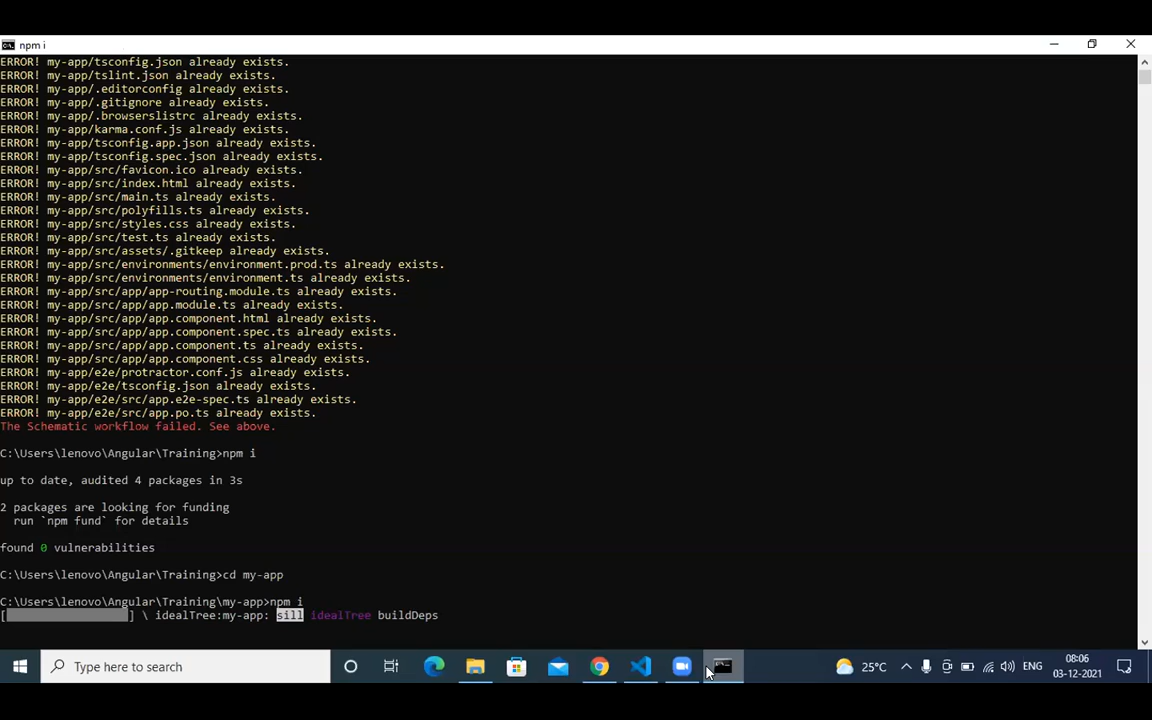 npm i
ERROR! my-app/tsconfig.json already exists.
ERROR! my-app/tslint.json already exists.
ERROR! my-app/.editorconfig already exists.
ERROR! my-app/.gitignore already exists.
ERROR! my-app/.browserslistrc already exists.
ERROR! my-app/karma.conf.js already exists.
ERROR! my-app/tsconfig.app.json already exists.
ERROR! my-app/tsconfig.spec.json already exists.
ERROR! my-app/src/favicon.ico already exists.
ERROR! my-app/src/index.html already exists.
ERROR! my-app/src/main.ts already exists.
ERROR! my-app/src/polyfills.ts already exists.
ERROR! my-app/src/styles.css already exists.
ERROR! my-app/src/test.ts already exists.
ERROR! my-app/src/assets/.gitkeep already exists.
ERROR! my-app/src/environments/environment.prod.ts already exists.
ERROR! my-app/src/environments/environment.ts already exists.
ERROR! my-app/src/app/app-routing.module.ts already exists.
ERROR! my-app/src/app/app.module.ts already exists.
ERROR! my-app/src/app/app.component.html already exists.
ERROR! my-app/src/app/app.component.spec.ts already exists.
ERROR! my-app/src/app/app.component.ts already exists.
ERROR! my-app/src/app/app.component.css already exists.
ERROR! my-app/e2e/protractor.conf.js already exists.
ERROR! my-app/e2e/tsconfig.json already exists.
ERROR! my-app/e2e/src/app.e2e-spec.ts already exists.
ERROR! my-app/e2e/src/app.po.ts already exists.
The Schematic workflow failed. See above.
C:\Users\lenovo\Angular\Training>npm i
up to date, audited 4 packages in 3s
2 packages are looking for funding
run `npm fund` for details
found 0 vulnerabilities
C:\Users\lenovo\Angular\Training>cd my-app
C:\Users\lenovo\Angular\Training\my-app>npm i
[                  ] \ idealTree:my-app: sill idealTree buildDeps
Type here to search
25°C
ENG
08:06
03-12-2021